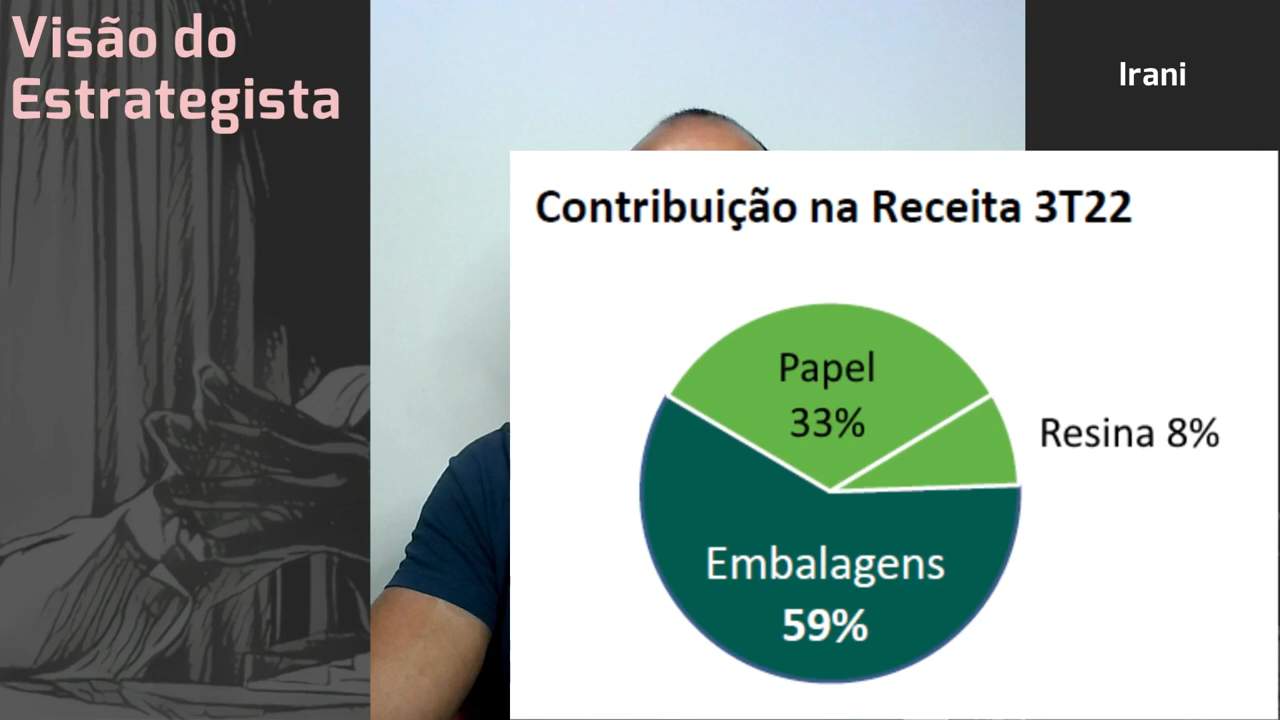 Visão do
Estrategista
Irani
Contribuição na Receita 3T22
Papel
33%
Resina 8%
Embalagens
59%